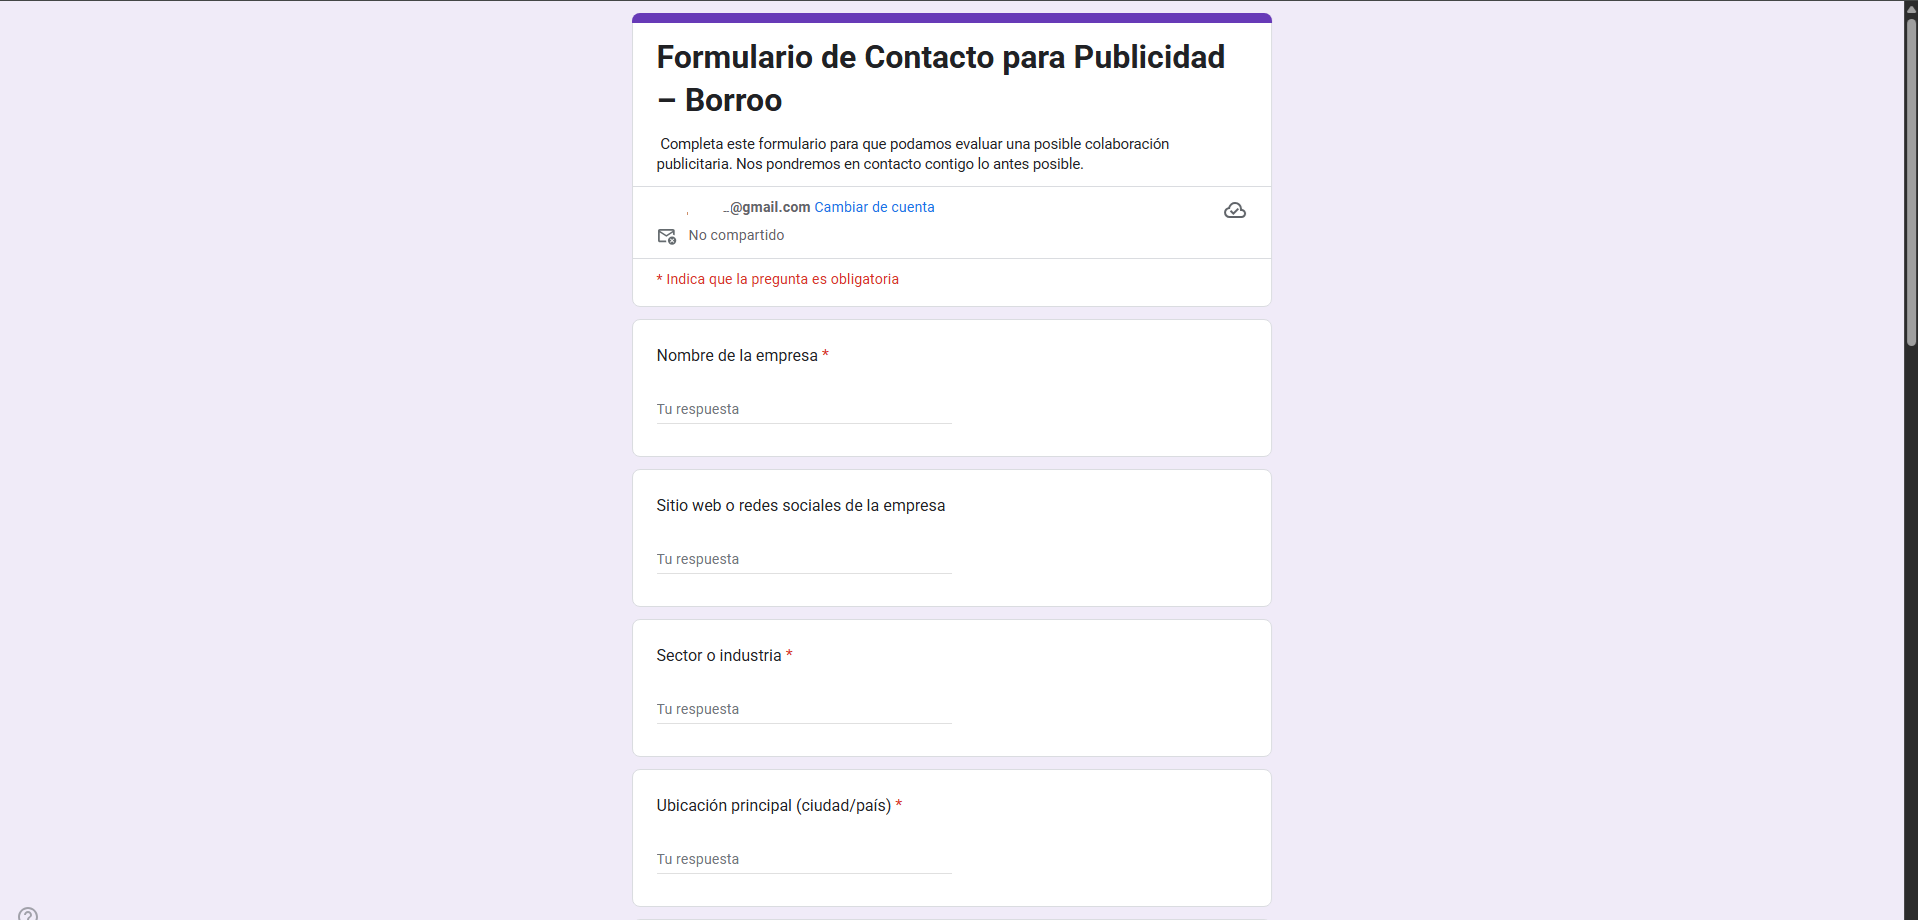 Formulario de Contacto para Publicidad
– Borroo
Completa este formulario para que podamos evaluar una posible colaboración
publicitaria. Nos pondremos en contacto contigo lo antes posible.
@gmail.com Cambiar de cuenta
No compartido
* Indica que la pregunta es obligatoria
Nombre de la empresa *
Tu respuesta
Sitio web o redes sociales de la empresa
Tu respuesta
Sector o industria *
Tu respuesta
Ubicación principal (ciudad/país) *
Tu respuesta